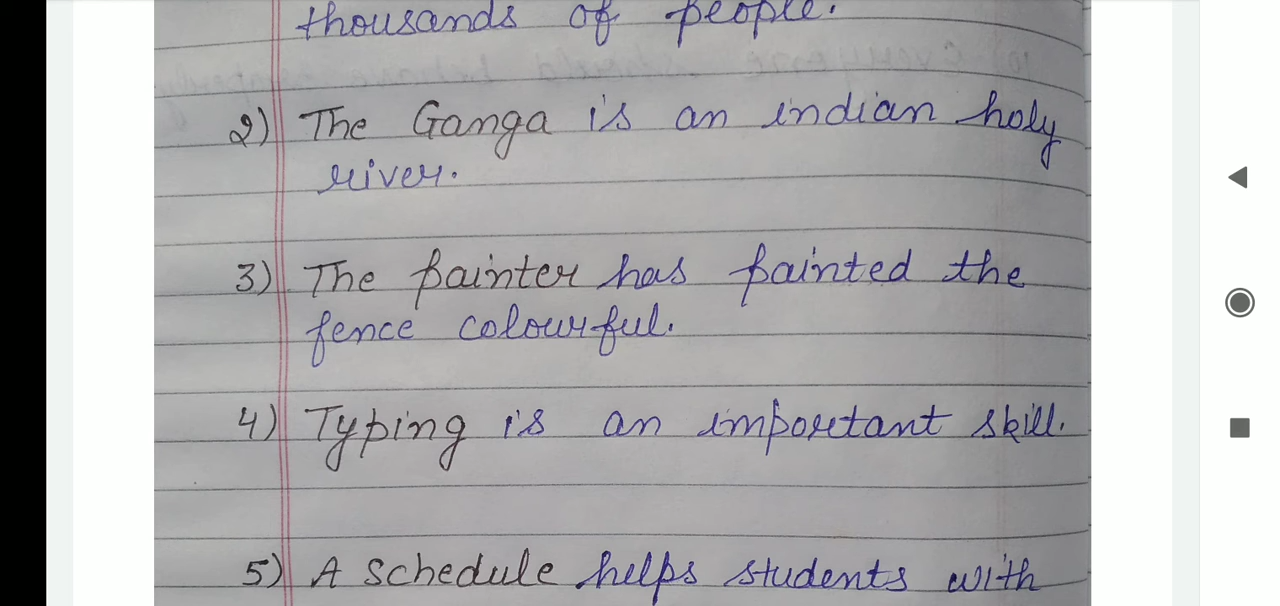 thousands of people.
2) The Ganga is an indian holy
river.
3) The painter has painted the
fence colourful.
4) Typing is an important skill.
5) A schedule helps students with